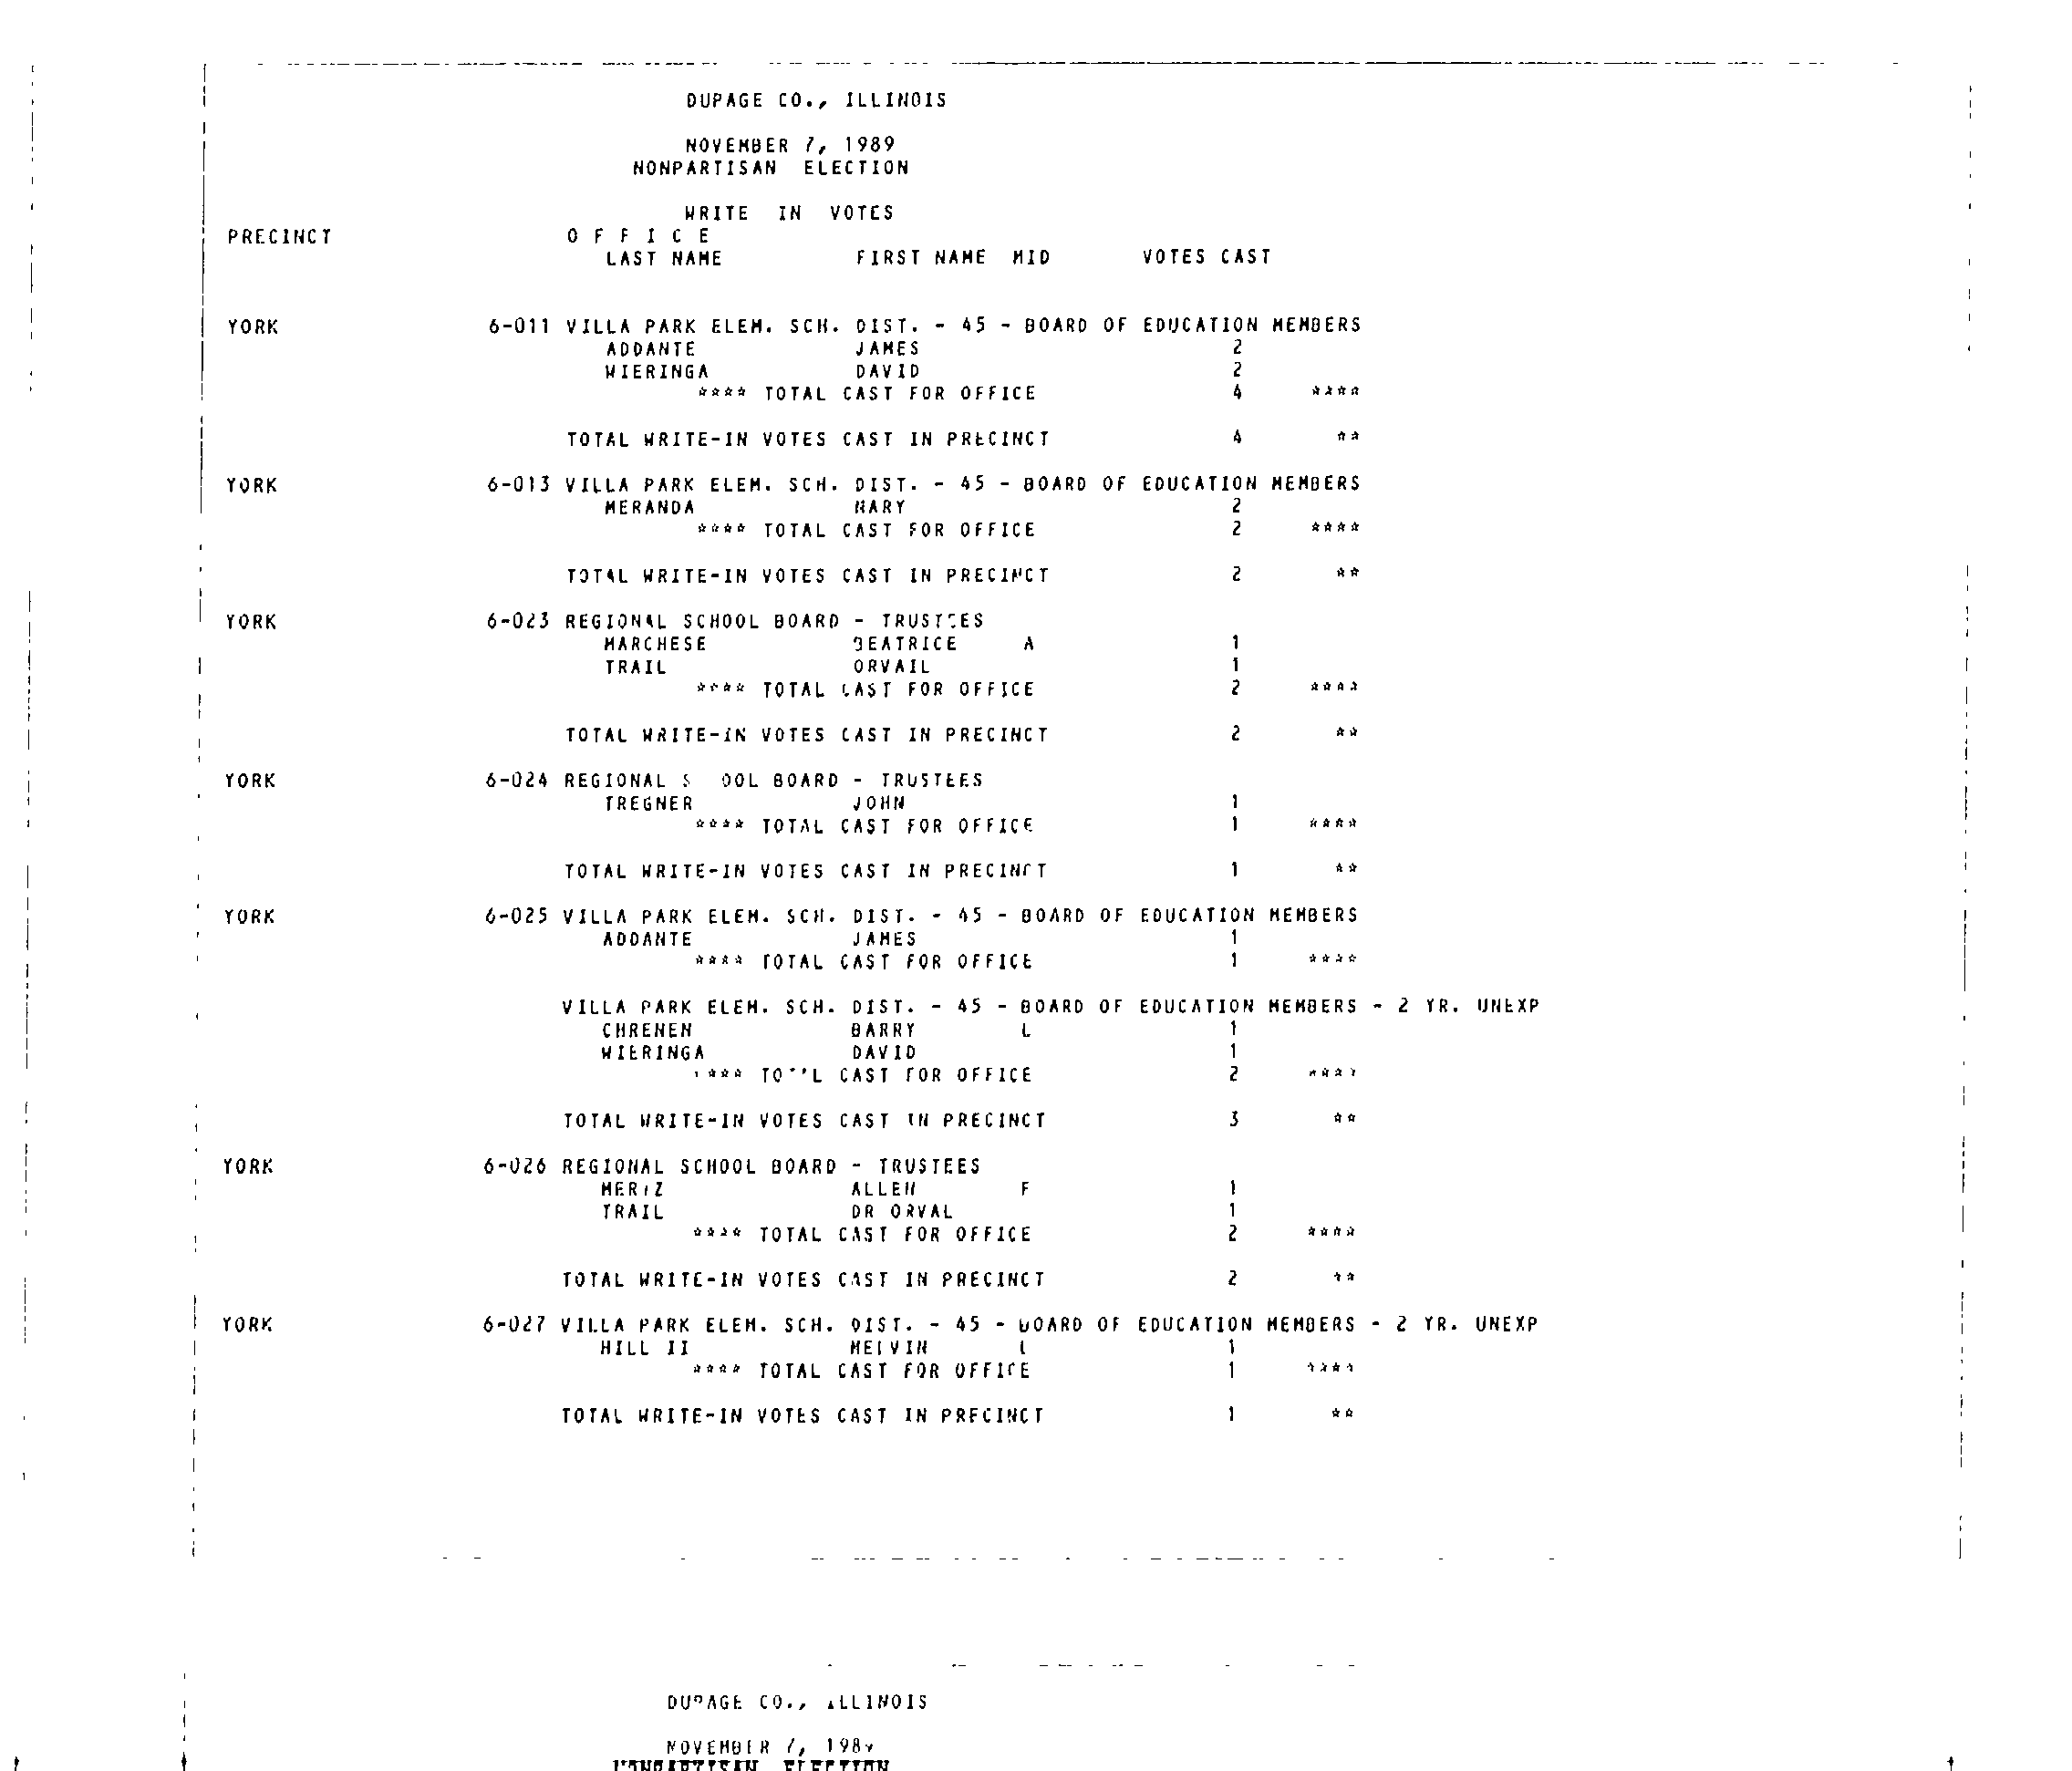 DUPAGE CO., ILLINOIS
NOVEMBER 7, 1989
NONPARTISAN ELECTION
WRITE IN VOTES
PRECINCT O F F I C E
LAST NAME FIRST NAME MID VOTES CAST
YORK 6-011 VILLA PARK ELEM. SCH. DIST. - 45 - BOARD OF EDUCATION MEMBERS
ADDANTE JAMES 2
WIERINGA DAVID 2
**** TOTAL CAST FOR OFFICE 4 ****
TOTAL WRITE-IN VOTES CAST IN PRECINCT 4 **
YORK 6-013 VILLA PARK ELEM. SCH. DIST. - 45 - BOARD OF EDUCATION MEMBERS
MERANDA MARY 2
**** TOTAL CAST FOR OFFICE 2 ****
TOTAL WRITE-IN VOTES CAST IN PRECINCT 2 **
YORK 6-023 REGIONAL SCHOOL BOARD - TRUSTEES
MARCHESE BEATRICE A 1
TRAIL ORVAIL 1
**** TOTAL CAST FOR OFFICE 2 ****
TOTAL WRITE-IN VOTES CAST IN PRECINCT 2 **
YORK 6-024 REGIONAL S OOL BOARD - TRUSTEES
TREGNER JOHN 1
**** TOTAL CAST FOR OFFICE 1 ****
TOTAL WRITE-IN VOTES CAST IN PRECINCT 1 **
YORK 6-025 VILLA PARK ELEM. SCH. DIST. - 45 - BOARD OF EDUCATION MEMBERS
ADDANTE JAMES 1
**** TOTAL CAST FOR OFFICE 1 ****
VILLA PARK ELEM. SCH. DIST. - 45 - BOARD OF EDUCATION MEMBERS - 2 YR. UNEXP
CHRENEN BARRY L 1
WIERINGA DAVID 1
**** TOTAL CAST FOR OFFICE 2 ****
TOTAL WRITE-IN VOTES CAST IN PRECINCT 3 **
YORK 6-026 REGIONAL SCHOOL BOARD - TRUSTEES
MERTZ ALLEN F 1
TRAIL DR ORVAL 1
**** TOTAL CAST FOR OFFICE 2 ****
TOTAL WRITE-IN VOTES CAST IN PRECINCT 2 **
YORK 6-027 VILLA PARK ELEM. SCH. DIST. - 45 - BOARD OF EDUCATION MEMBERS - 2 YR. UNEXP
HILL II MELVIN 1
**** TOTAL CAST FOR OFFICE 1 ****
TOTAL WRITE-IN VOTES CAST IN PRECINCT 1 **
DUPAGE CO., ILLINOIS
NOVEMBER 7, 1989
NONPARTISAN ELECTION